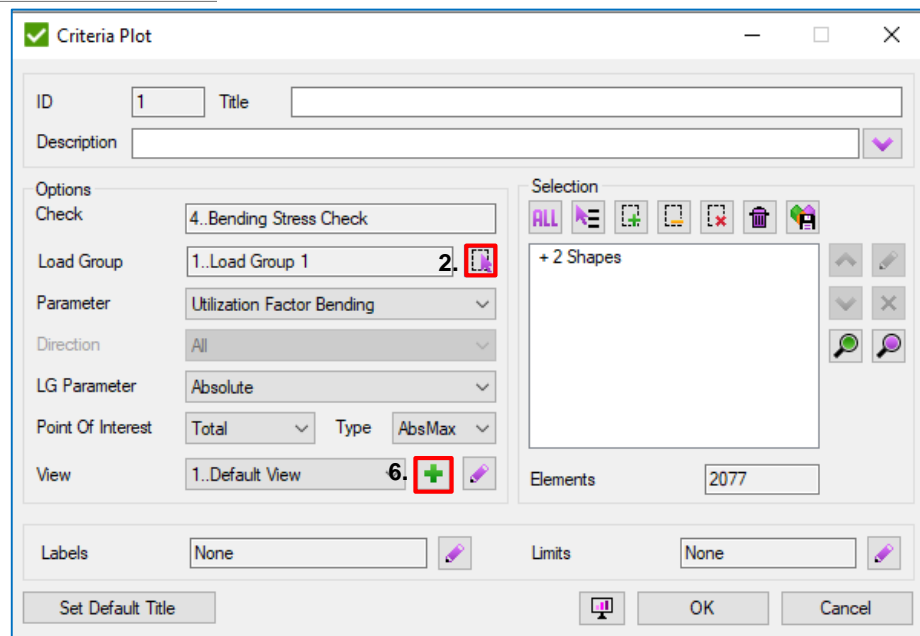 Criteria Plot
ID 1 Title
Description
Options
Check 4..Bending Stress Check
Load Group 1..Load Group 1 2.
Parameter Utilization Factor Bending
Direction All
LG Parameter Absolute
Point Of Interest Total Type AbsMax
View 1..Default View 6.
Selection
ALL
+ 2 Shapes
Elements 2077
Labels None
Limits None
Set Default Title
OK
Cancel